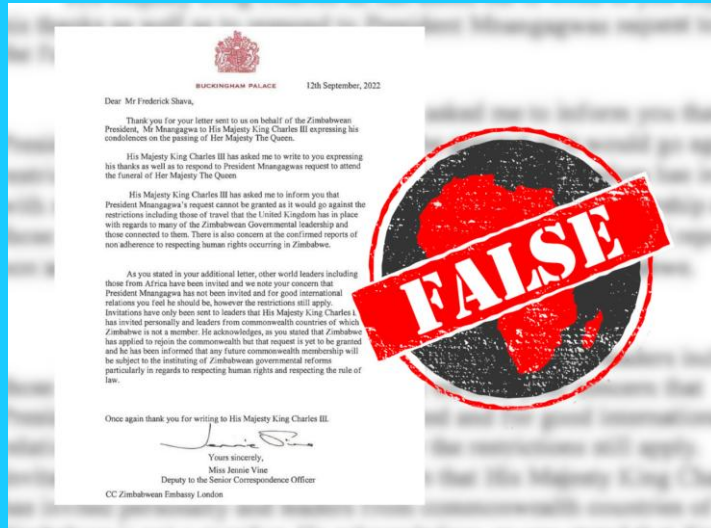 BUCKINGHAM PALACE
12th September, 2022
Dear Mr Frederick Shava,
Thank you for your letter sent to us on behalf of the Zimbabwean
President, Mr Mnangagwa to His Majesty King Charles III expressing his
condolences on the passing of Her Majesty The Queen.
His Majesty King Charles III has asked me to write to you expressing
his thanks as well as to respond to President Mnangagwas request to attend
the funeral of Her Majesty The Queen
His Majesty King Charles III has asked me to inform you that
President Mnangagwa's request cannot be granted as it would go against the
restrictions including those of travel that the United Kingdom has in place
with regards to many of the Zimbabwean Governmental leadership and
those connected to them. There is also concern at the confirmed reports of
non adherence to respecting human rights occurring in Zimbabwe.
As you stated in your additional letter, other world leaders including
those from Africa have been invited and we note your concern that
President Mnangagwa has not been invited and for good international
relations you feel he should be, however the restrictions still apply.
Invitations have only been sent to leaders that His Majesty King Charles
has invited personally and leaders from commonwealth countries of which
Zimbabwe is not a member. He acknowledges, as you stated that Zimbabwe
has applied to rejoin the commonwealth but that request is yet to be granted
and he has been informed that any future commonwealth membership will
be subject to the instituting of Zimbabwean governmental reforms
particularly in regards to respecting human rights and respecting the rule of
law.
Once again thank you for writing to His Majesty King Charles III.
Jennie Vine
Yours sincerely,
Miss Jennie Vine
Deputy to the Senior Correspondence Officer
CC Zimbabwean Embassy London
FALSE